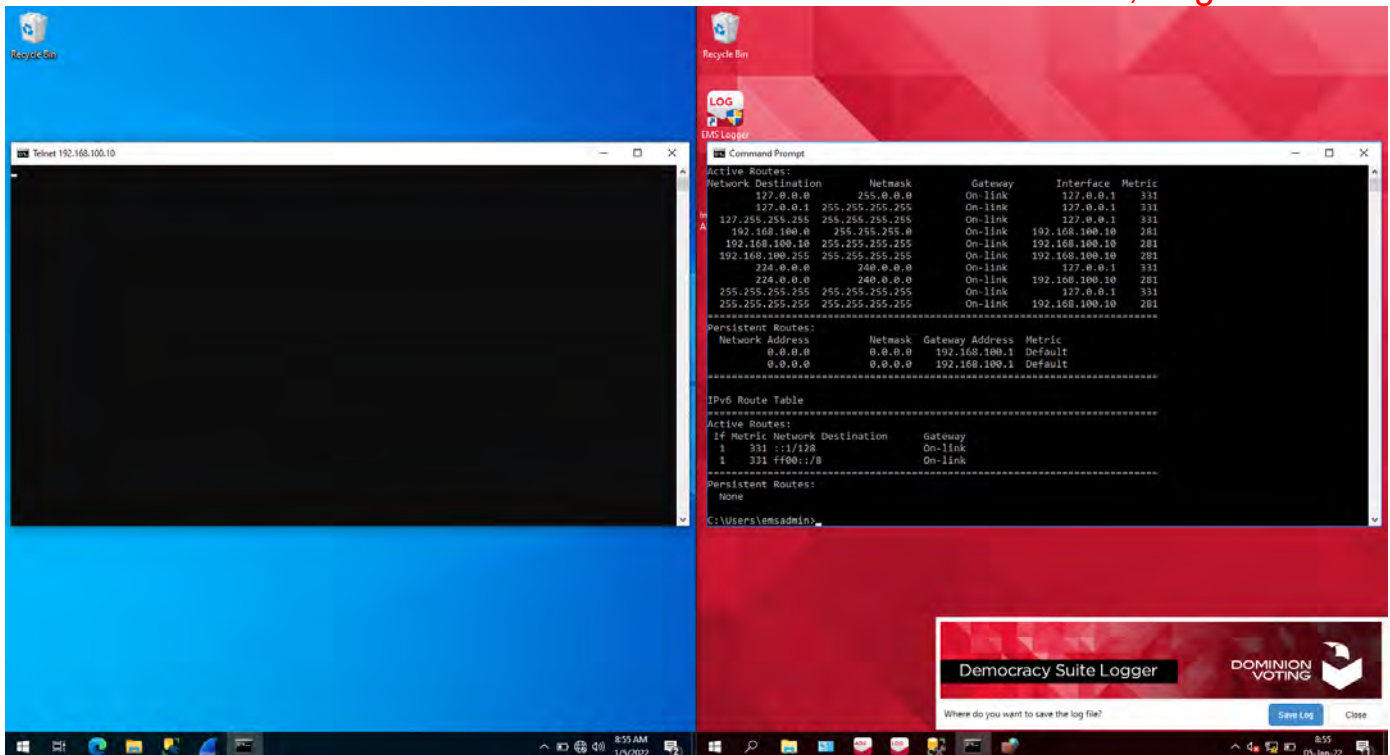 Recycle Bin
Telnet 192.168.100.10
8:55 AM
1/5/2022
Recycle Bin
LOG
EMS Logger
Command Prompt
Active Routes:
Network Destination        Netmask          Gateway       Interface  Metric
127.0.0.0        255.0.0.0         On-link         127.0.0.1    331
127.0.0.1  255.255.255.255         On-link         127.0.0.1    331
127.255.255.255  255.255.255.255         On-link         127.0.0.1    331
192.168.100.0    255.255.255.0         On-link    192.168.100.10    281
192.168.100.10  255.255.255.255         On-link    192.168.100.10    281
192.168.100.255  255.255.255.255         On-link    192.168.100.10    281
224.0.0.0        240.0.0.0         On-link         127.0.0.1    331
224.0.0.0        240.0.0.0         On-link    192.168.100.10    281
255.255.255.255  255.255.255.255         On-link         127.0.0.1    331
255.255.255.255  255.255.255.255         On-link    192.168.100.10    281
Persistent Routes:
Network Address          Netmask  Gateway Address  Metric
0.0.0.0          0.0.0.0    192.168.100.1  Default
0.0.0.0          0.0.0.0    192.168.100.1  Default
IPv6 Route Table
Active Routes:
If Metric Network Destination      Gateway
1    331 ::1/128                  On-link
1    331 ff00::/8                 On-link
Persistent Routes:
None
C:\Users\emsadmin>
Democracy Suite Logger
DOMINION
VOTING
Where do you want to save the log file?
Save Log
Close
8:55
05-Jan-22